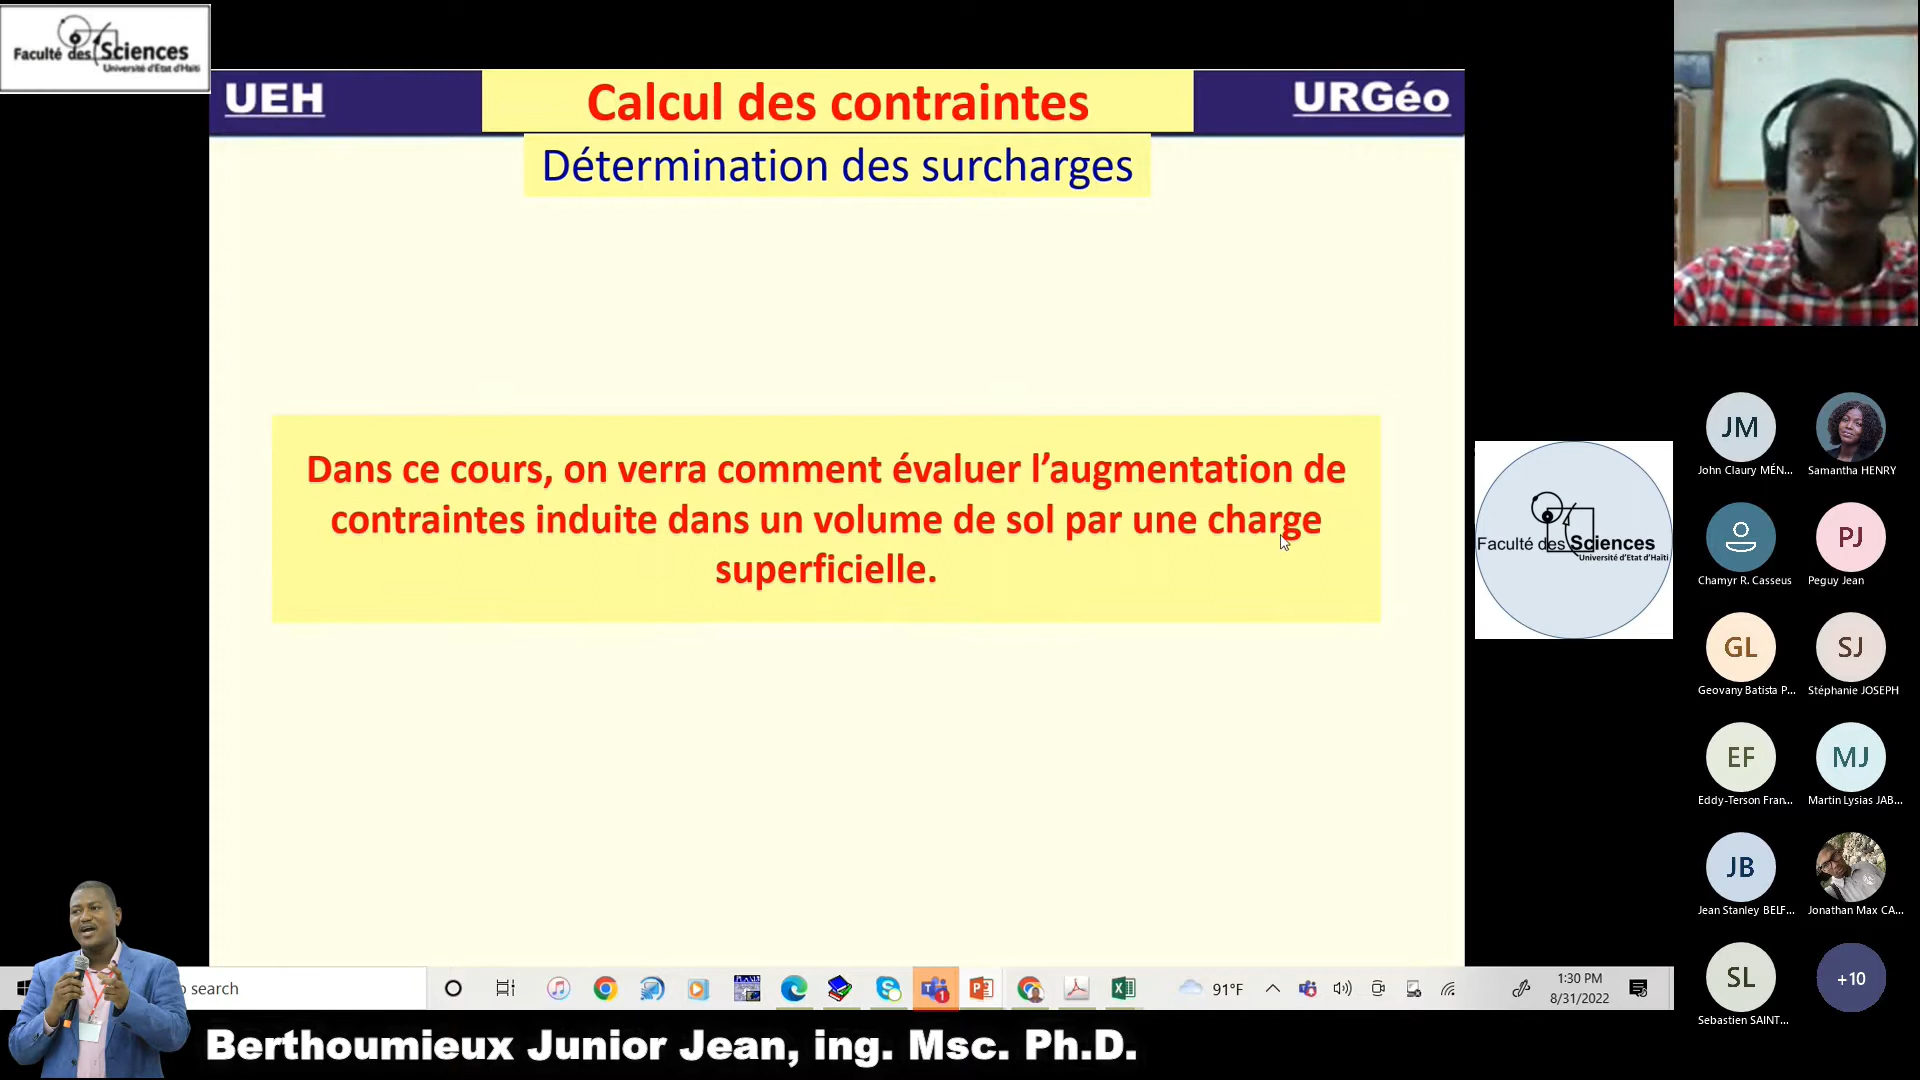 Faculté des Sciences
Université d'Etat d'Haïti
UEH
Calcul des contraintes
URGéo
Détermination des surcharges
Dans ce cours, on verra comment évaluer l’augmentation de
contraintes induite dans un volume de sol par une charge
superficielle.
Faculté des Sciences
Université d'Etat d'Haïti
JM
John Claury MÉN...
Samantha HENRY
Chamyr R. Casseus
PJ
Peguy Jean
GL
Geovany Batista P...
SJ
Stéphanie JOSEPH
EF
Eddy-Terson Fran...
MJ
Martin Lysias JAB...
JB
Jean Stanley BELF...
Jonathan Max CA...
SL
Sebastien SAINT...
+10
search
1
91°F
1:30 PM
8/31/2022
Berthoumieux Junior Jean, ing. Msc. Ph.D.